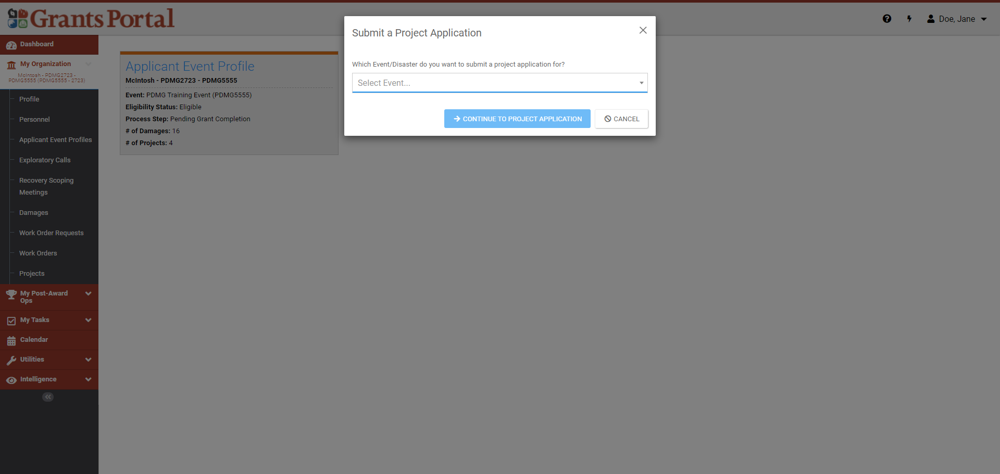 Grants Portal
Doe, Jane
Dashboard
My Organization
McIntosh - PDMG2723 -
PDMG5555 (PDMG5555 - 2723)
Profile
Personnel
Applicant Event Profiles
Exploratory Calls
Recovery Scoping
Meetings
Damages
Work Order Requests
Work Orders
Projects
My Post-Award
Ops
My Tasks
Calendar
Utilities
Intelligence
Applicant Event Profile
McIntosh - PDMG2723 - PDMG5555
Event: PDMG Training Event (PDMG5555)
Eligibility Status: Eligible
Process Step: Pending Grant Completion
# of Damages: 16
# of Projects: 4
Submit a Project Application
Which Event/Disaster do you want to submit a project application for?
Select Event...
CONTINUE TO PROJECT APPLICATION
CANCEL